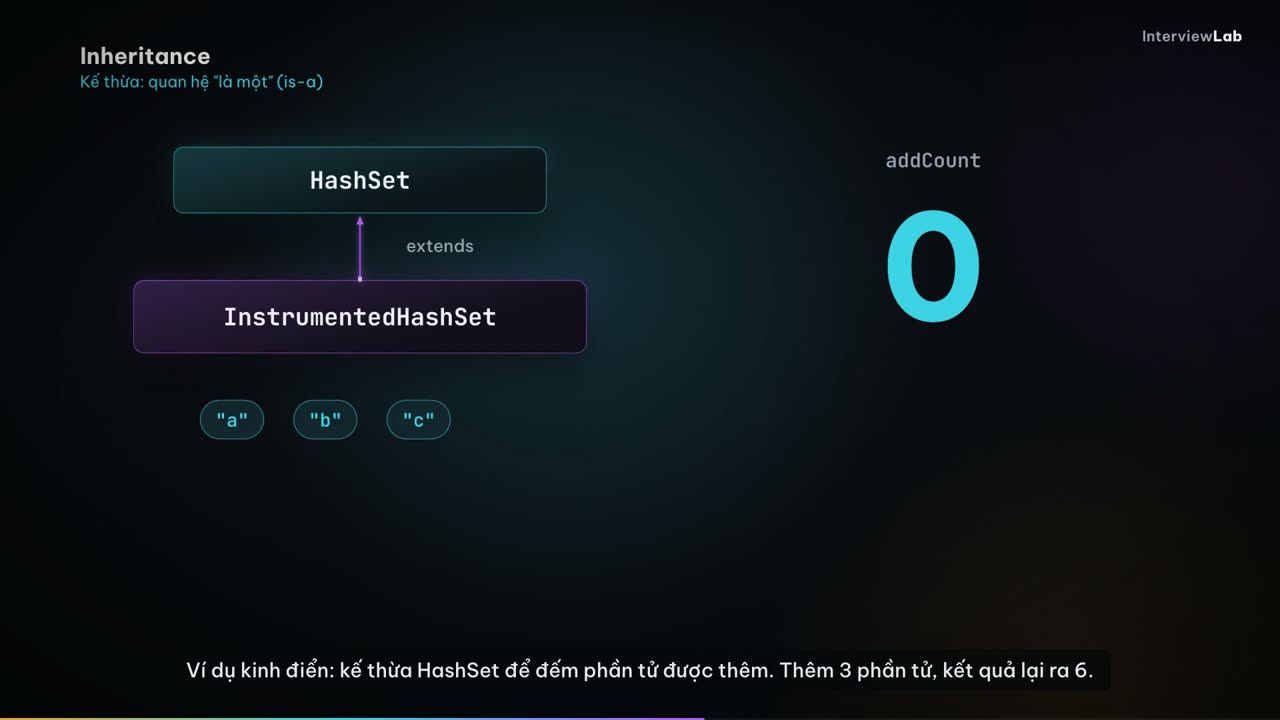 InterviewLab
Inheritance
Kế thừa: quan hệ "là một" (is-a)
HashSet
addCount
0
extends
InstrumentedHashSet
"a" "b" "c"
Ví dụ kinh điển: kế thừa HashSet để đếm phần tử được thêm. Thêm 3 phần tử, kết quả lại ra 6.